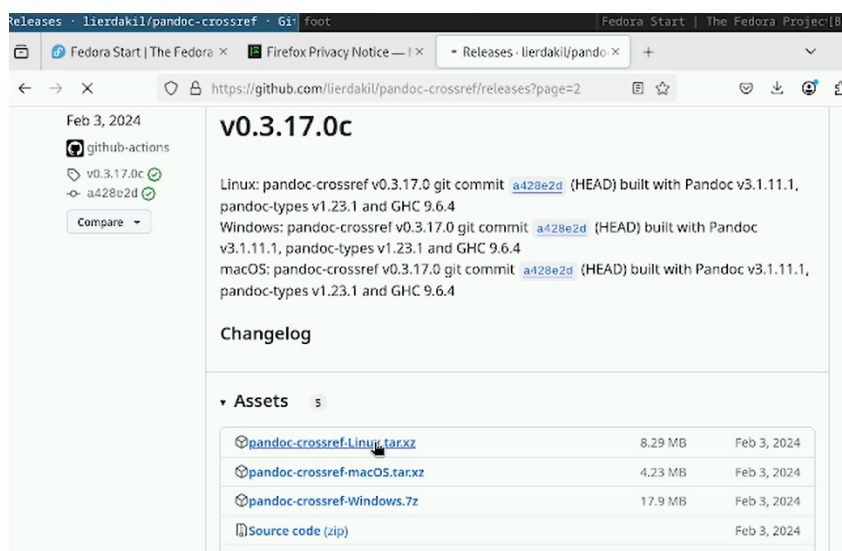 Releases · lierdakil/pandoc-crossref · Git foot Fedora Start | The Fedora Project
Fedora Start | The Fedora × Firefox Privacy Notice — × Releases · lierdakil/pando × +
https://github.com/lierdakil/pandoc-crossref/releases?page=2
Feb 3, 2024
github-actions
v0.3.17.0c
a428e2d
Compare
v0.3.17.0c
Linux: pandoc-crossref v0.3.17.0 git commit a428e2d (HEAD) built with Pandoc v3.1.11.1,
pandoc-types v1.23.1 and GHC 9.6.4
Windows: pandoc-crossref v0.3.17.0 git commit a428e2d (HEAD) built with Pandoc
v3.1.11.1, pandoc-types v1.23.1 and GHC 9.6.4
macOS: pandoc-crossref v0.3.17.0 git commit a428e2d (HEAD) built with Pandoc v3.1.11.1,
pandoc-types v1.23.1 and GHC 9.6.4
Changelog
Assets 5
pandoc-crossref-Linux.tar.xz 8.29 MB Feb 3, 2024
pandoc-crossref-macOS.tar.xz 4.23 MB Feb 3, 2024
pandoc-crossref-Windows.7z 17.9 MB Feb 3, 2024
Source code (zip) Feb 3, 2024